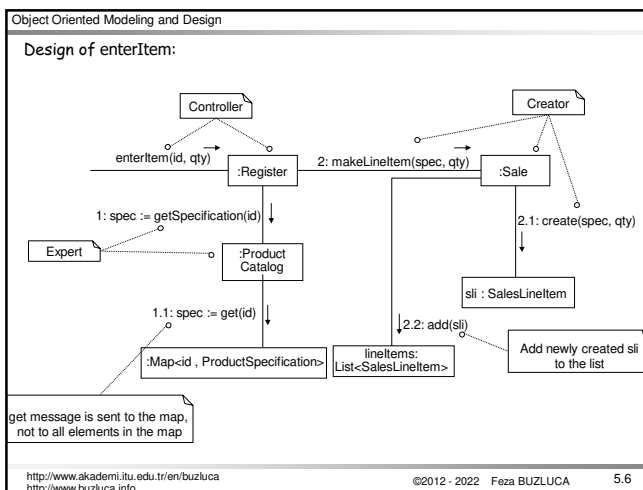 Object Oriented Modeling and Design
Design of enterItem:
Controller
Creator
enterItem(id, qty)
:Register
2: makeLineItem(spec, qty)
:Sale
1: spec := getSpecification(id)
2.1: create(spec, qty)
Expert
:Product
Catalog
sli : SalesLineItem
1.1: spec := get(id)
2.2: add(sli)
:Map<id , ProductSpecification>
lineItems:
List<SalesLineItem>
Add newly created sli
to the list
get message is sent to the map,
not to all elements in the map
http://www.akademi.itu.edu.tr/en/buzluca
http://www.buzluca.info
©2012 - 2022 Feza BUZLUCA
5.6